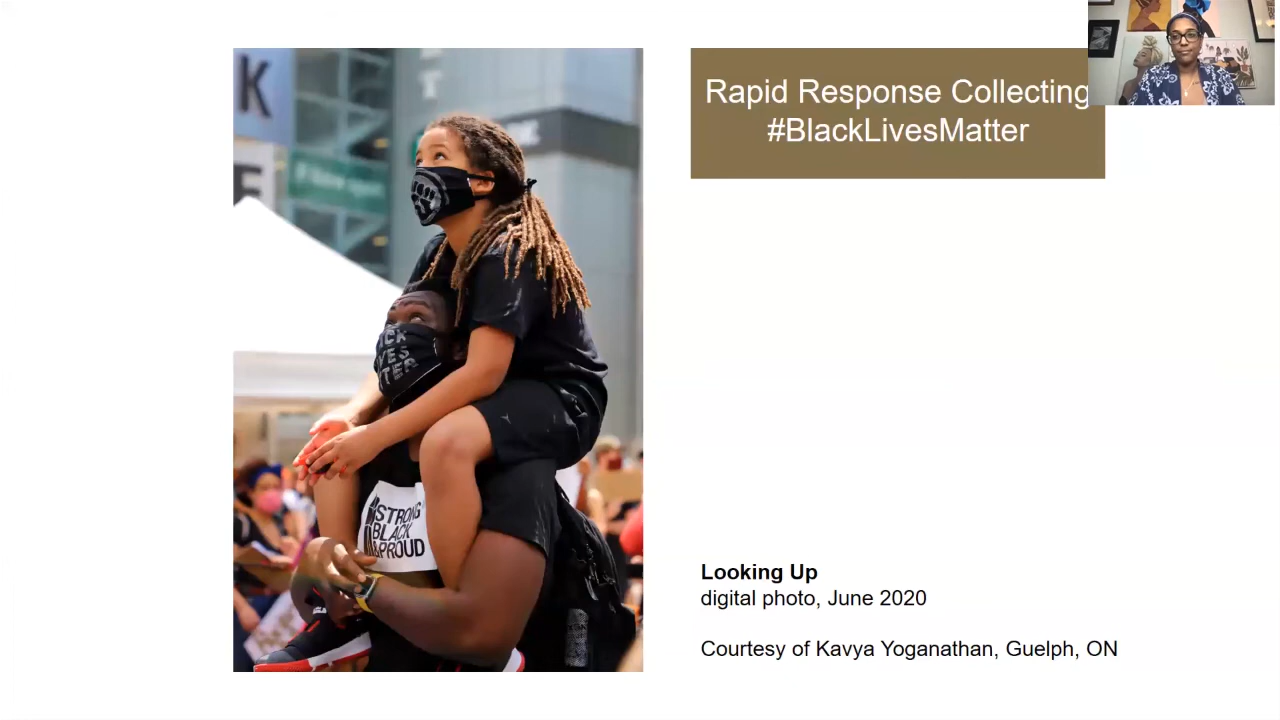 Rapid Response Collecting
#BlackLivesMatter
K
E
STRONG
BLACK
&PROUD
Looking Up
digital photo, June 2020
Courtesy of Kavya Yoganathan, Guelph, ON